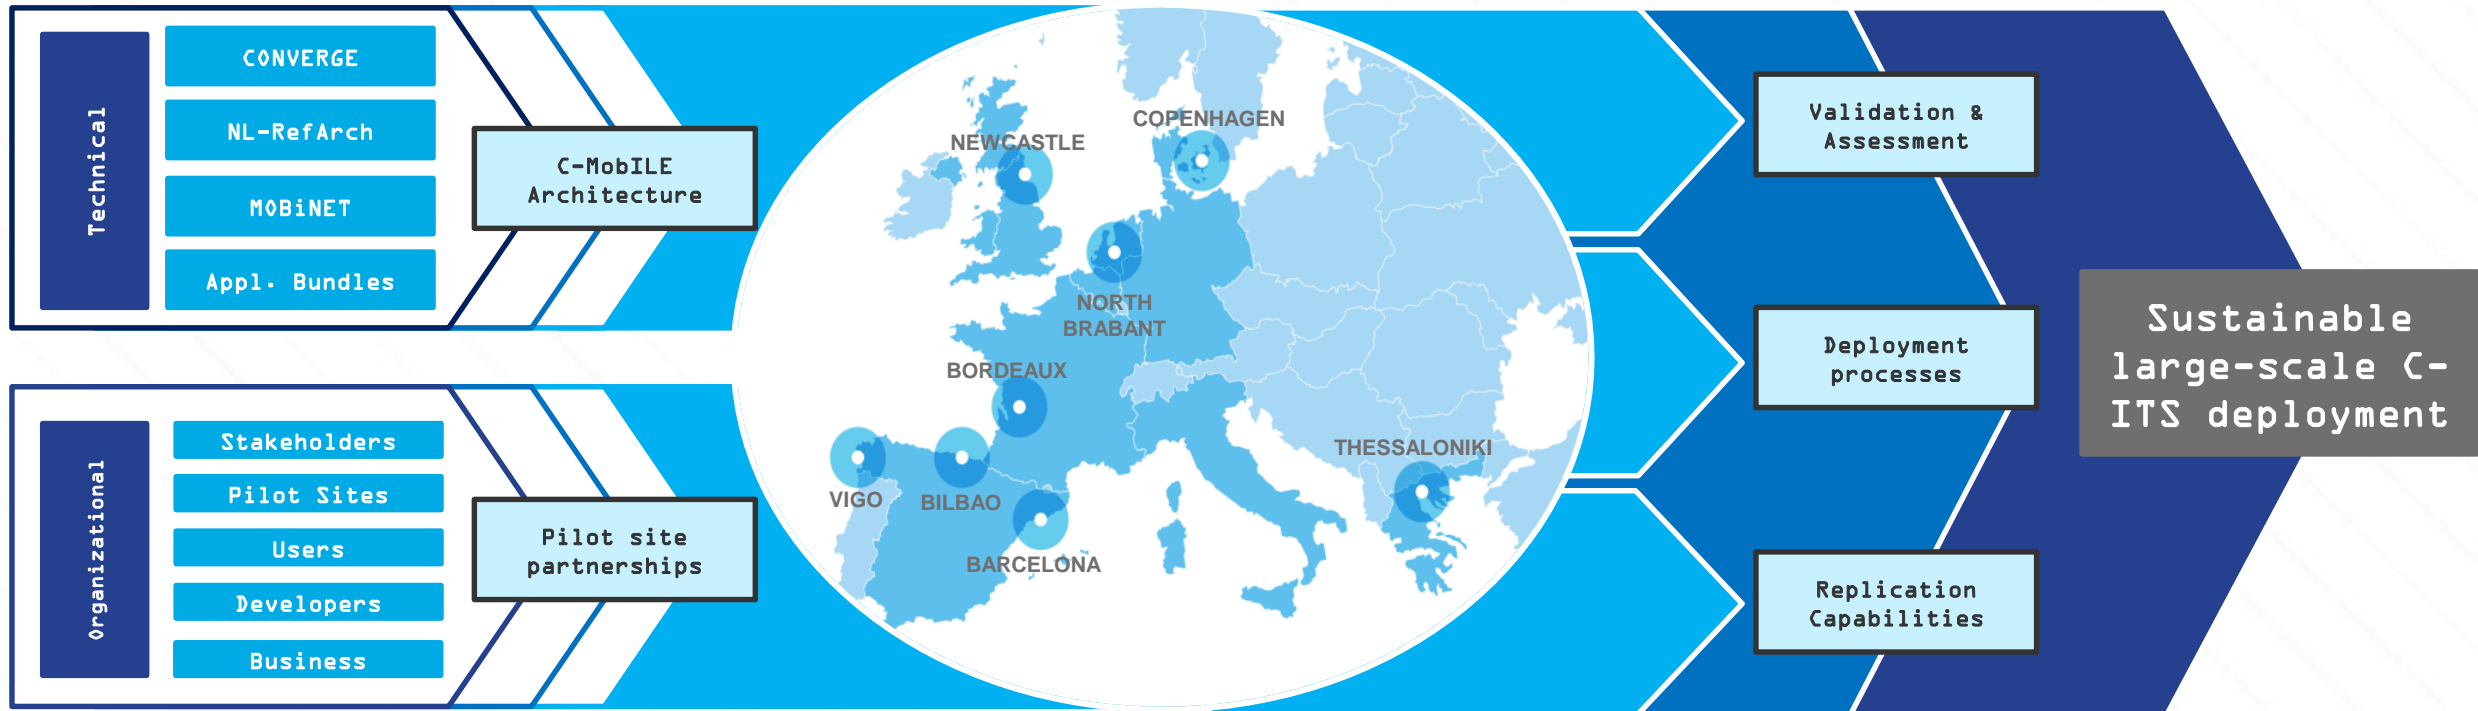 Technical
CONVERGE
NL-RefArch
MOBiNET
Appl. Bundles
C-MobILE
Architecture
Organizational
Stakeholders
Pilot Sites
Users
Developers
Business
Pilot site
partnerships
COPENHAGEN
NEWCASTLE
NORTH
BRABANT
BORDEAUX
THESSALONIKI
VIGO
BILBAO
BARCELONA
Validation &
Assessment
Deployment
processes
Replication
Capabilities
Sustainable
large-scale C-
ITS deployment